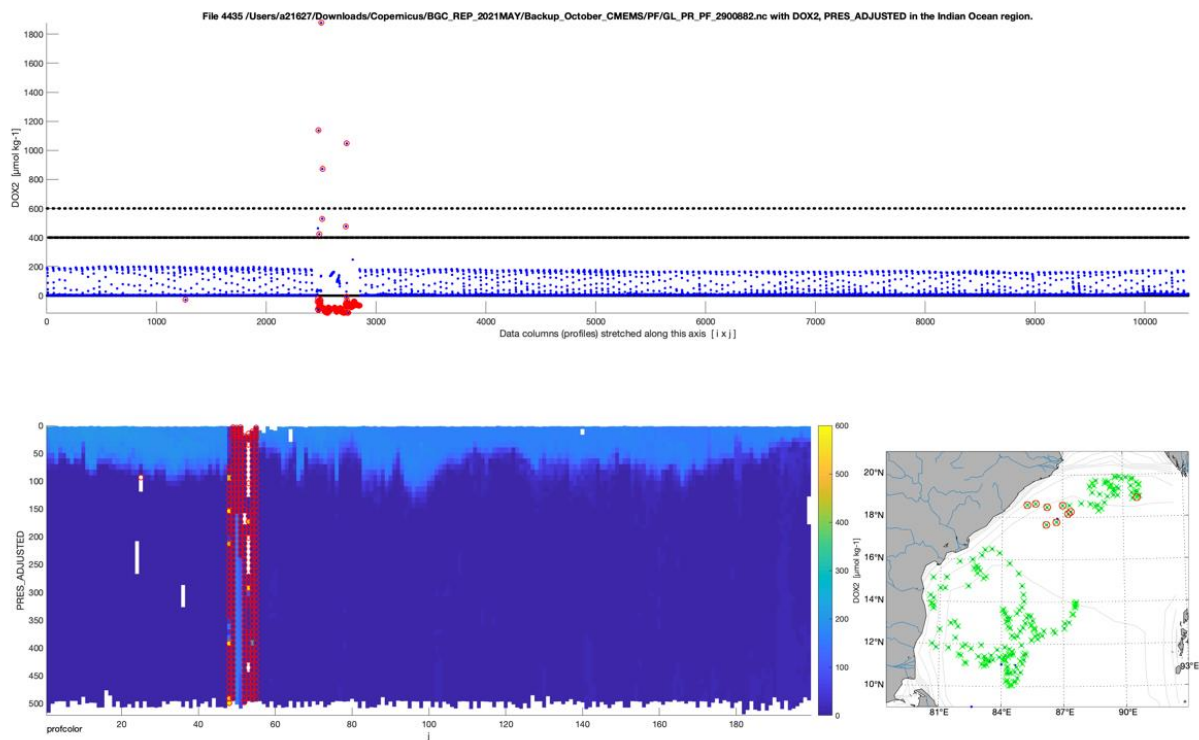 File 4435 /Users/a21627/Downloads/Copernicus/BGC_REP_2021MAY/Backup_October_CMEMS/PF/GL_PR_PF_2900882.nc with DOX2, PRES_ADJUSTED in the Indian Ocean region.
1800
1600
1400
1200
1000
800
600
400
200
0
DOX2 [µmol kg-1]
0 1000 2000 3000 4000 5000 6000 7000 8000 9000 10000
Data columns (profiles) stretched along this axis [ i x j ]
0
50
100
150
200
250
300
350
400
450
500
PRES_ADJUSTED
20 40 60 80 100 120 140 160 180
j
profcolor
600
500
400
300
200
100
0
DOX2 [µmol kg-1]
20°N
18°N
16°N
14°N
12°N
10°N
81°E 84°E 87°E 90°E
93°E